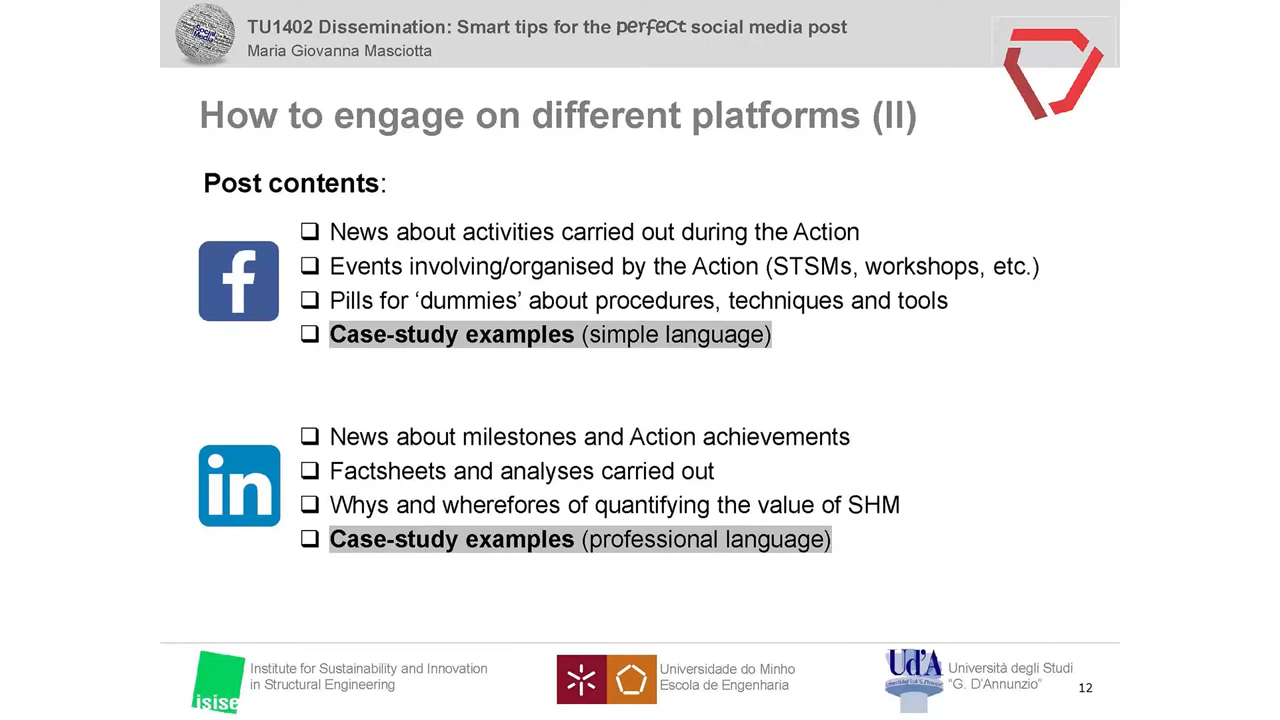 Social
Media
TU1402 Dissemination: Smart tips for the perfect social media post
Maria Giovanna Masciotta
How to engage on different platforms (II)
Post contents:
❑ News about activities carried out during the Action
❑ Events involving/organised by the Action (STSMs, workshops, etc.)
❑ Pills for ‘dummies’ about procedures, techniques and tools
❑ Case-study examples (simple language)
f
❑ News about milestones and Action achievements
❑ Factsheets and analyses carried out
❑ Whys and wherefores of quantifying the value of SHM
❑ Case-study examples (professional language)
in
isise
Institute for Sustainability and Innovation
in Structural Engineering
Universidade do Minho
Escola de Engenharia
Ud'A
Università degli Studi
“G. D’Annunzio”
12